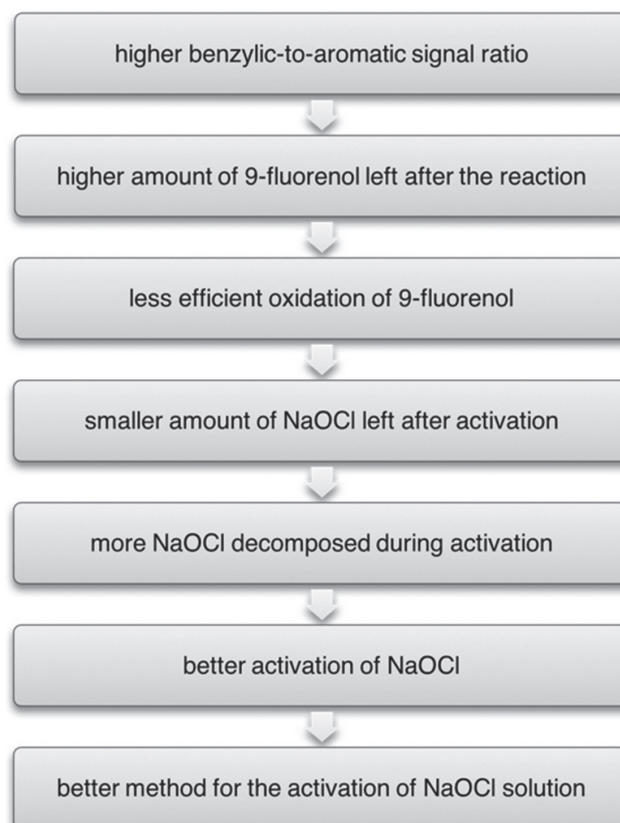 higher benzylic-to-aromatic signal ratio
higher amount of 9-fluorenol left after the reaction
less efficient oxidation of 9-fluorenol
smaller amount of NaOCl left after activation
more NaOCl decomposed during activation
better activation of NaOCl
better method for the activation of NaOCl solution